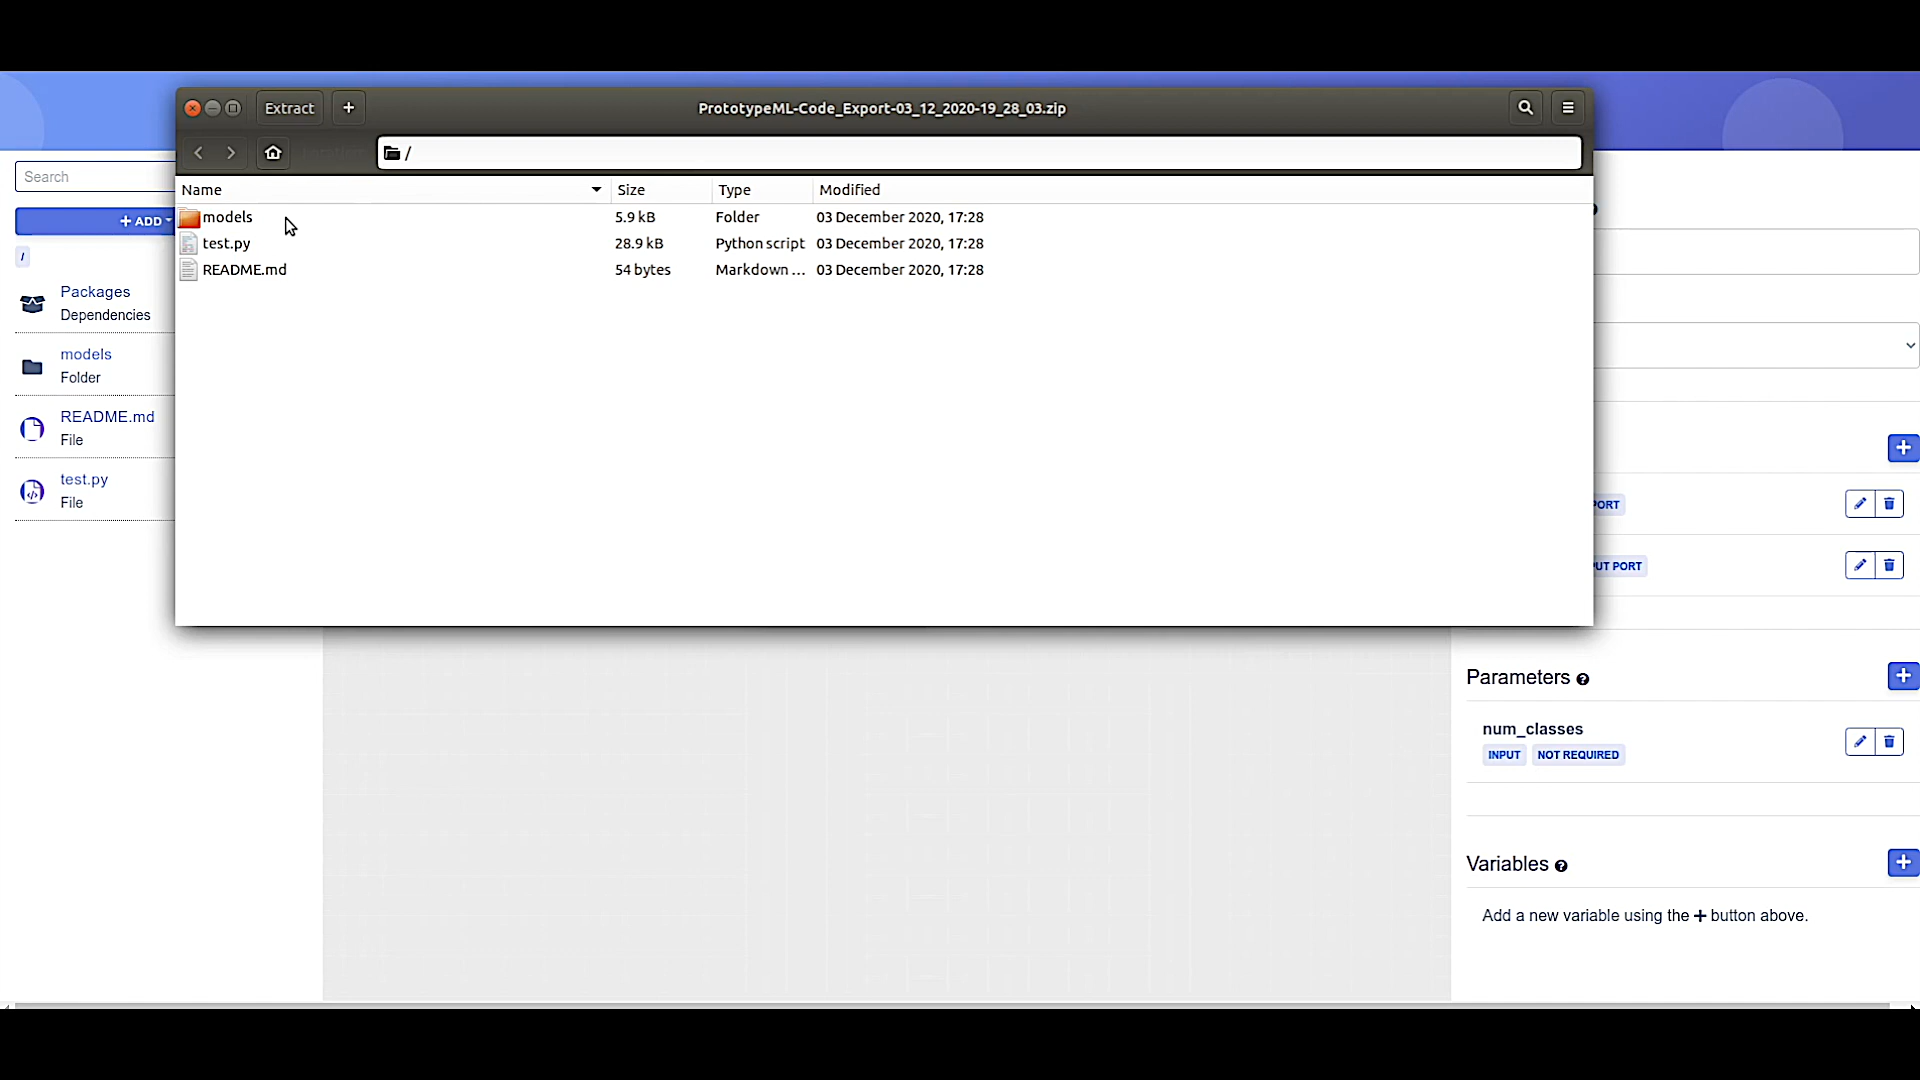 Extract
PrototypeML-Code_Export-03_12_2020-19_28_03.zip
/
Name Size Type Modified
models 5.9 kB Folder 03 December 2020, 17:28
test.py 28.9 kB Python script 03 December 2020, 17:28
README.md 54 bytes Markdown ... 03 December 2020, 17:28
Search
+ ADD
/
Packages
Dependencies
models
Folder
README.md
File
test.py
File
PORT
UT PORT
Parameters
num_classes
INPUT NOT REQUIRED
Variables
Add a new variable using the + button above.